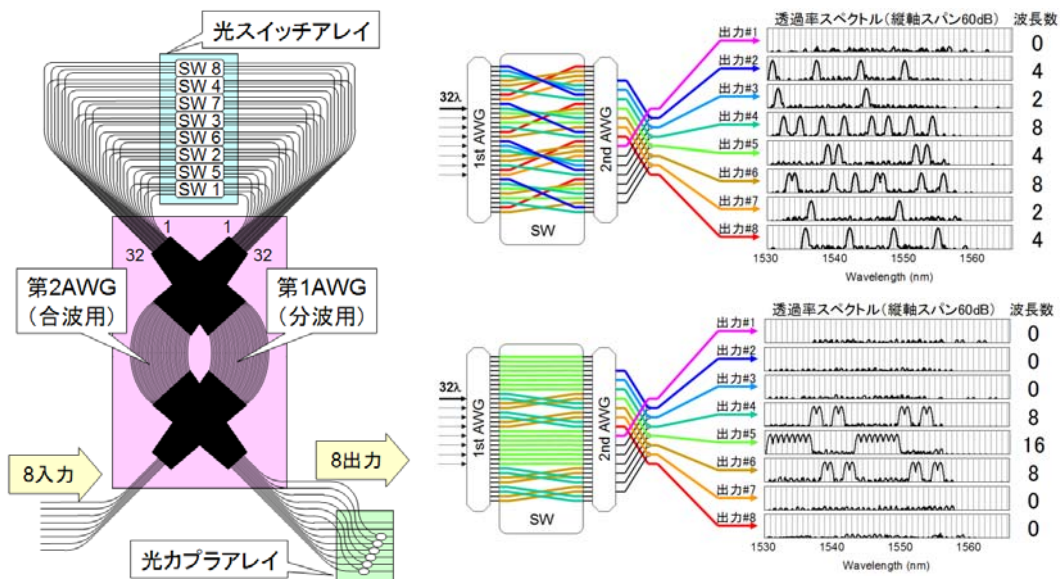 光スイッチアレイ
SW 8
SW 4
SW 7
SW 3
SW 6
SW 2
SW 5
SW 1
1
1
32
32
第2AWG
(合波用)
第1AWG
(分波用)
8入力
8出力
光カプラアレイ
透過率スペクトル(縦軸スパン60dB)
波長数
32λ
1st AWG
SW
2nd AWG
出力#1
0
出力#2
4
出力#3
2
出力#4
8
出力#5
4
出力#6
8
出力#7
2
出力#8
4
1530
1540
1550
1560
Wavelength (nm)
透過率スペクトル(縦軸スパン60dB)
波長数
32λ
1st AWG
SW
2nd AWG
出力#1
0
出力#2
0
出力#3
0
出力#4
8
出力#5
16
出力#6
8
出力#7
0
出力#8
0
1530
1540
1550
1560
Wavelength (nm)